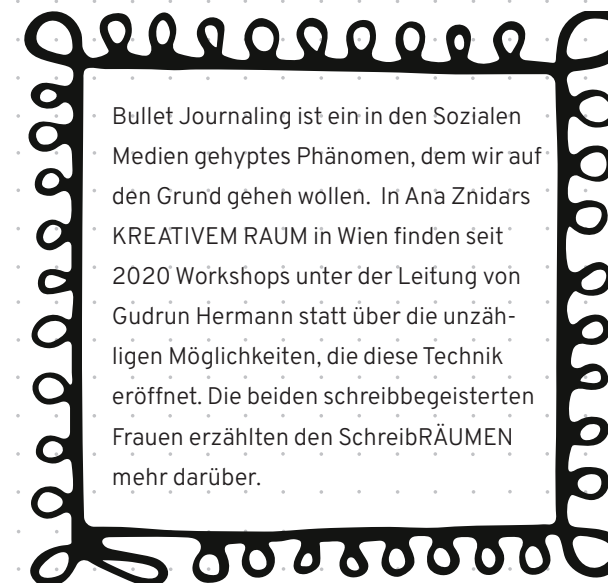 Bullet Journaling ist ein in den Sozialen
Medien gehyptes Phänomen, dem wir auf
den Grund gehen wollen. In Ana Znidars
KREATIVEM RAUM in Wien finden seit
2020 Workshops unter der Leitung von
Gudrun Hermann statt über die unzäh-
ligen Möglichkeiten, die diese Technik
eröffnet. Die beiden schreibbegeisterten
Frauen erzählten den SchreibRÄUMEN
mehr darüber.